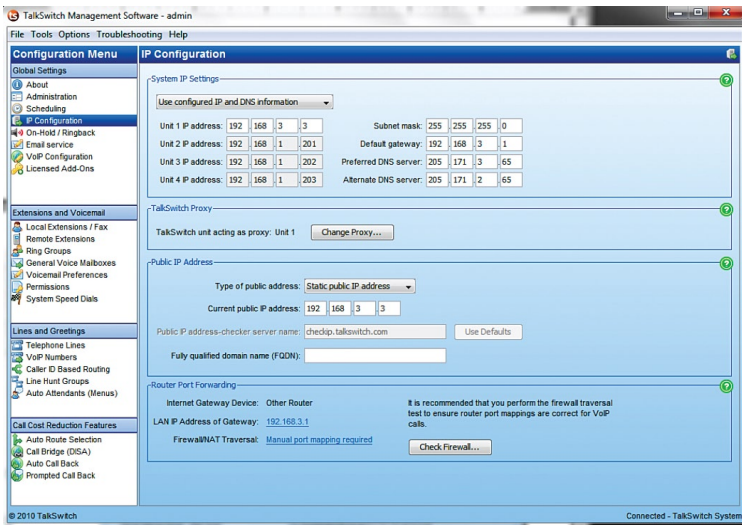 TalkSwitch Management Software - admin
File Tools Options Troubleshooting Help
Configuration Menu
Global Settings
About
Administration
Scheduling
IP Configuration
On-Hold / Ringback
Email service
VoIP Configuration
Licensed Add-Ons
Extensions and Voicemail
Local Extensions / Fax
Remote Extensions
Ring Groups
General Voice Mailboxes
Voicemail Preferences
Permissions
System Speed Dials
Lines and Greetings
Telephone Lines
VoIP Numbers
Caller ID Based Routing
Line Hunt Groups
Auto Attendants (Menus)
Call Cost Reduction Features
Auto Route Selection
Call Bridge (DISA)
Auto Call Back
Prompted Call Back
IP Configuration
System IP Settings
Use configured IP and DNS information
Unit 1 IP address: 192 . 168 . 3 . 3 Subnet mask: 255 . 255 . 255 . 0
Unit 2 IP address: 192 . 168 . 1 . 201 Default gateway: 192 . 168 . 3 . 1
Unit 3 IP address: 192 . 168 . 1 . 202 Preferred DNS server: 205 . 171 . 3 . 65
Unit 4 IP address: 192 . 168 . 1 . 203 Alternate DNS server: 205 . 171 . 2 . 65
TalkSwitch Proxy
TalkSwitch unit acting as proxy: Unit 1 Change Proxy...
Public IP Address
Type of public address: Static public IP address
Current public IP address: 192 . 168 . 3 . 3
Public IP address-checker server name: checkip.talkswitch.com Use Defaults
Fully qualified domain name (FQDN):
Router Port Forwarding
Internet Gateway Device: Other Router
LAN IP Address of Gateway: 192.168.3.1
Firewall/NAT Traversal: Manual port mapping required
It is recommended that you perform the firewall traversal
test to ensure router port mappings are correct for VoIP
calls.
Check Firewall...
© 2010 TalkSwitch Connected - TalkSwitch System